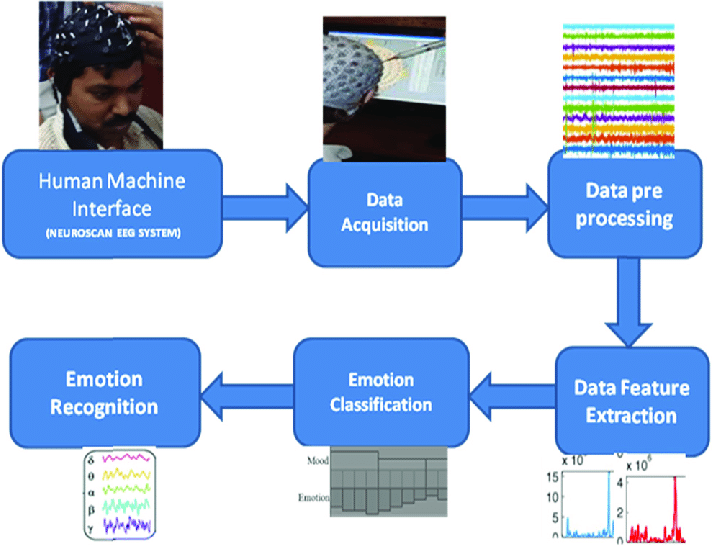 Human Machine
Interface
(NEUROSCAN EEG SYSTEM)
Data
Acquisition
Data pre
processing
Emotion
Recognition
Emotion
Classification
Data Feature
Extraction
δ
θ
α
β
γ
Mood
Emotion
x 10
15
10
5
0
x 10⁶
4
2
0